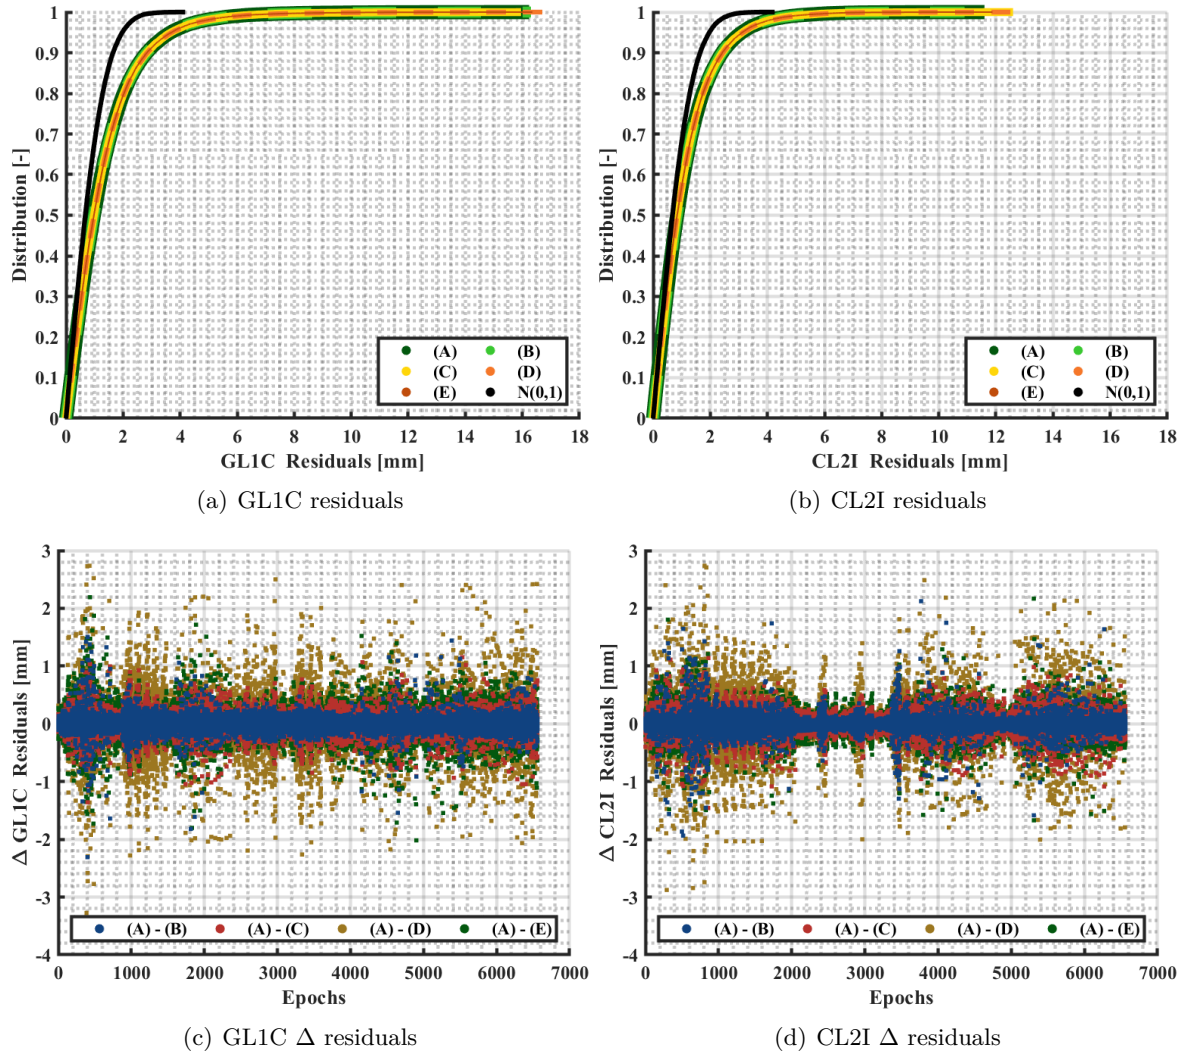 1
0.9
0.8
0.7
0.6
0.5
0.4
0.3
0.2
0.1
0
Distribution [-]
0 2 4 6 8 10 12 14 16 18
GL1C Residuals [mm]
(A) (B)
(C) (D)
(E) N(0,1)
(a) GL1C residuals
1
0.9
0.8
0.7
0.6
0.5
0.4
0.3
0.2
0.1
0
Distribution [-]
0 2 4 6 8 10 12 14 16 18
CL2I Residuals [mm]
(A) (B)
(C) (D)
(E) N(0,1)
(b) CL2I residuals
3
2
1
0
-1
-2
-3
-4
Δ GL1C Residuals [mm]
(A) - (B) (A) - (C) (A) - (D) (A) - (E)
0 1000 2000 3000 4000 5000 6000 7000
Epochs
(c) GL1C Δ residuals
3
2
1
0
-1
-2
-3
-4
Δ CL2I Residuals [mm]
(A) - (B) (A) - (C) (A) - (D) (A) - (E)
0 1000 2000 3000 4000 5000 6000 7000
Epochs
(d) CL2I Δ residuals